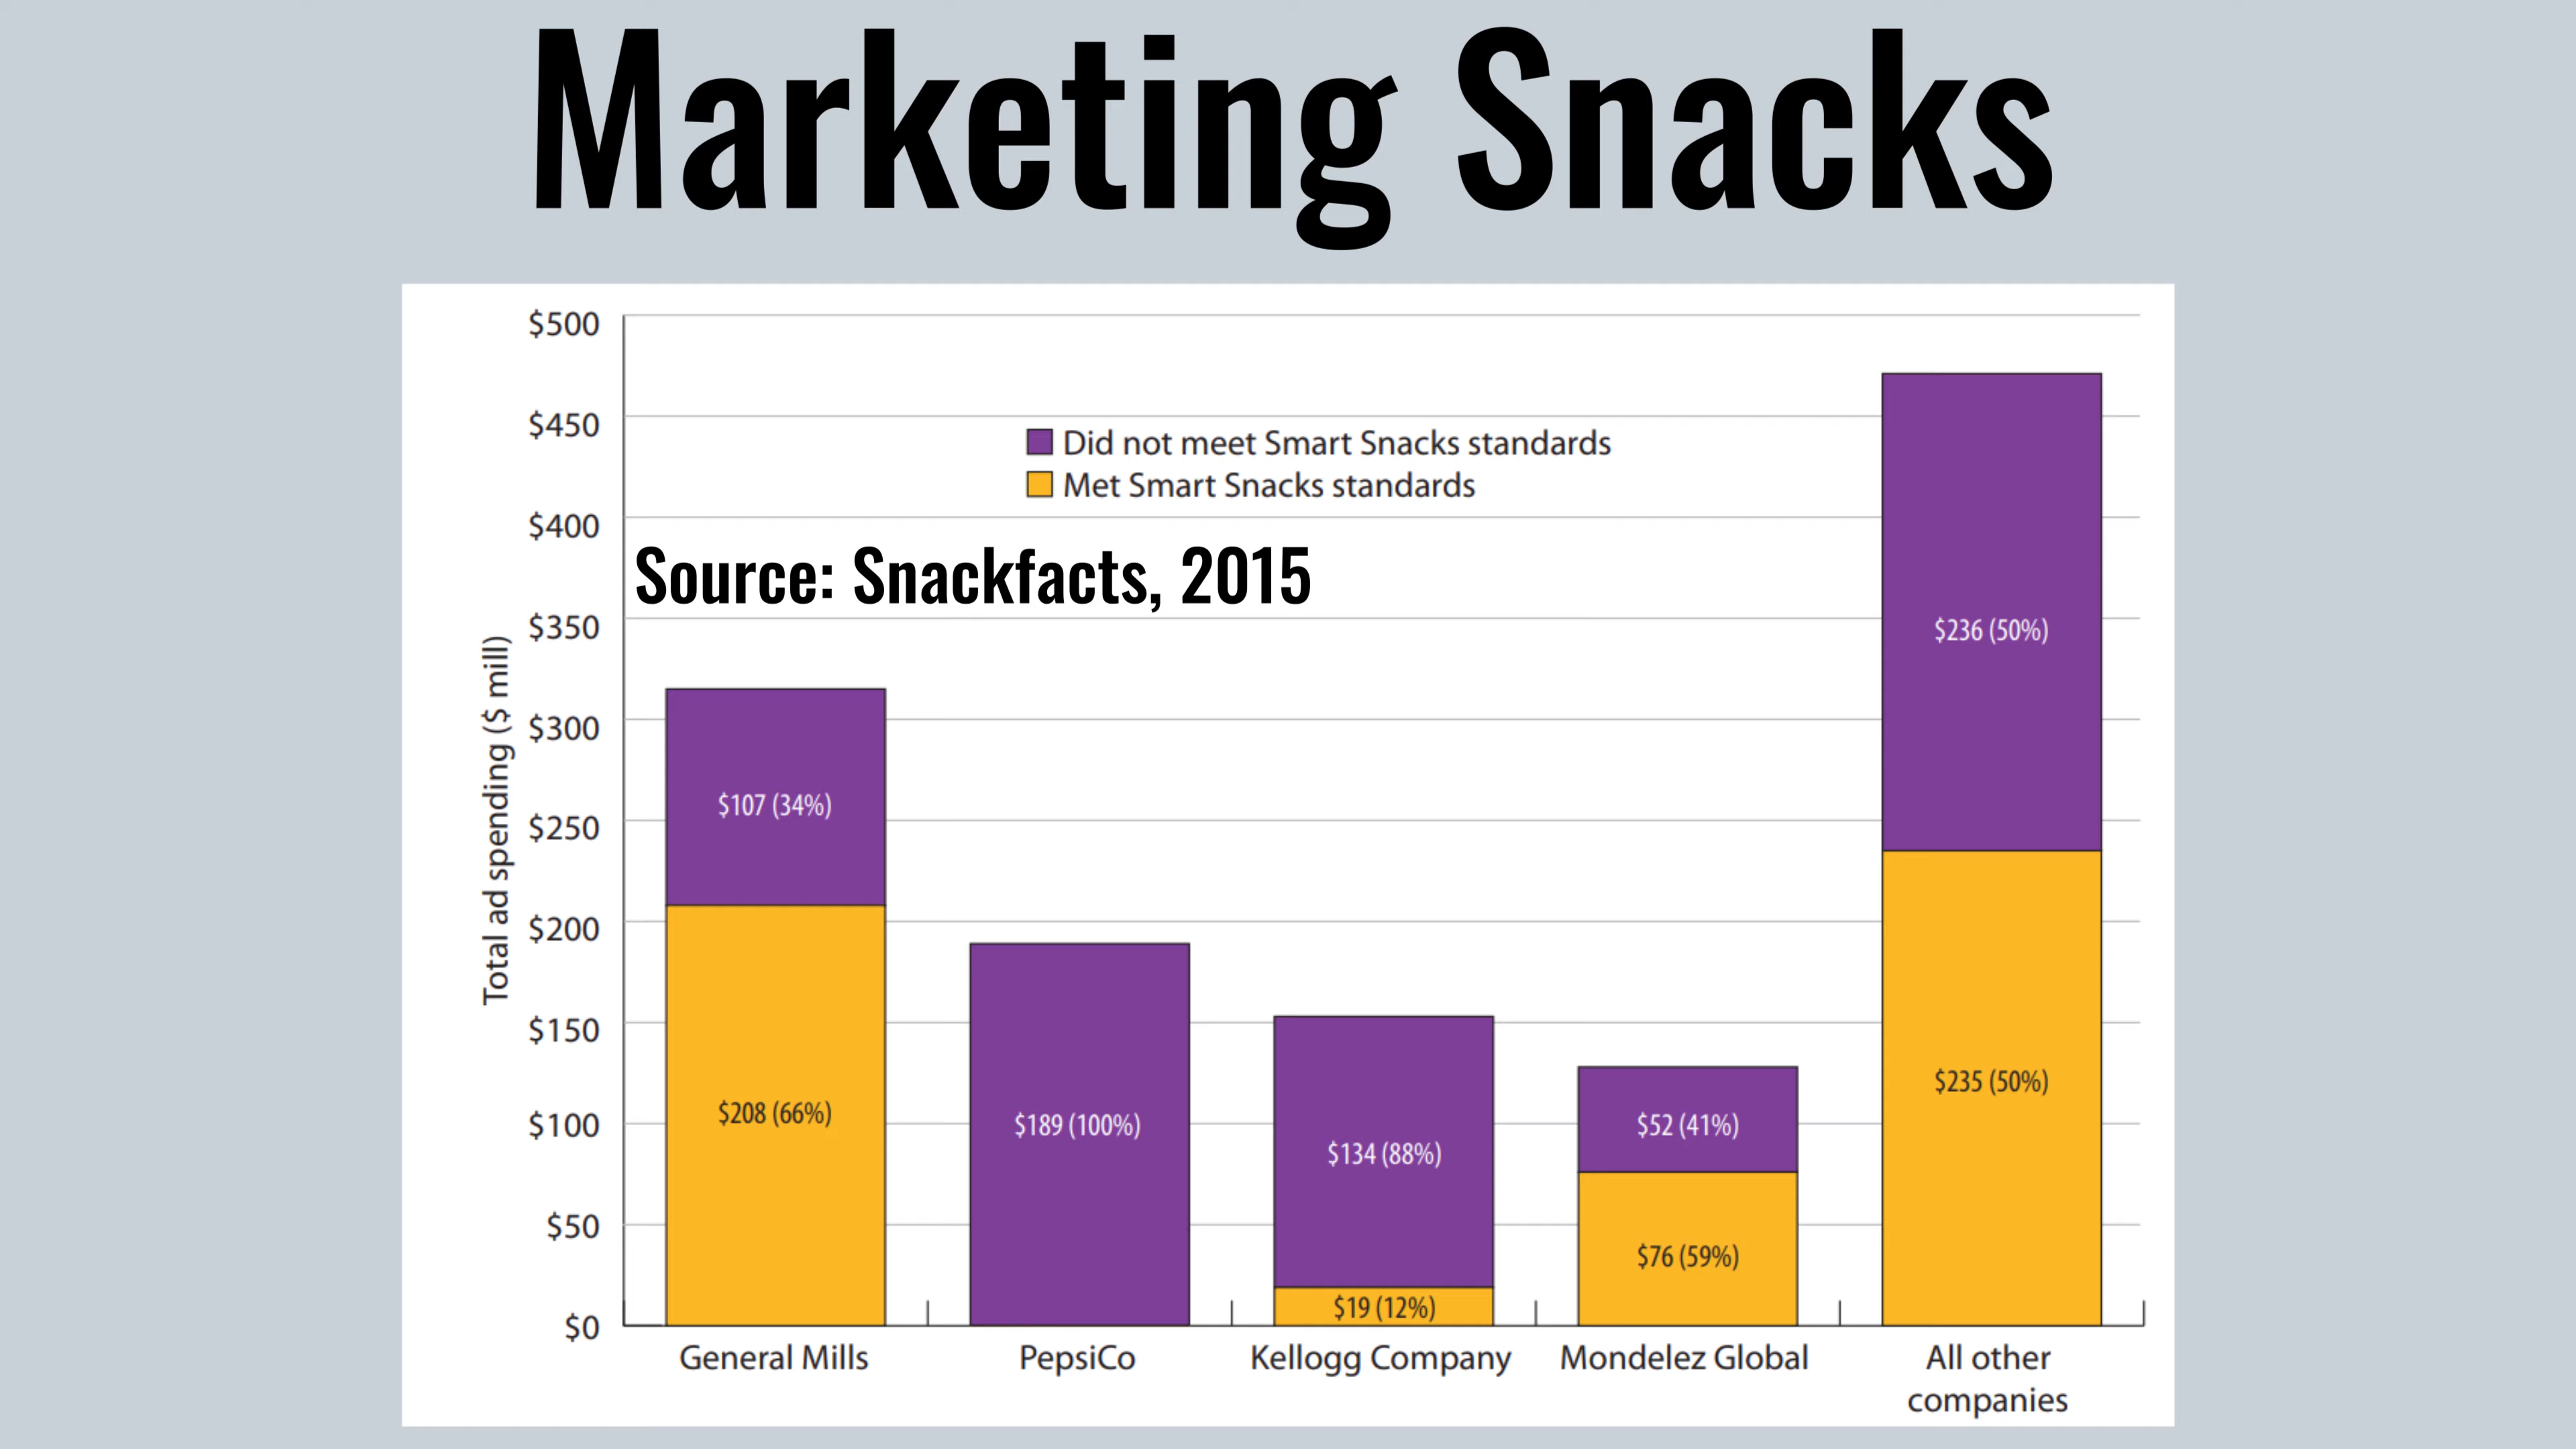 Marketing Snacks
$500
$450
Did not meet Smart Snacks standards
Met Smart Snacks standards
$400
Source: Snackfacts, 2015
$350
$300
$250
$200
$150
$100
$50
$0
Total ad spending ($ mill)
$107 (34%)
$208 (66%)
$189 (100%)
$134 (88%)
$19 (12%)
$52 (41%)
$76 (59%)
$236 (50%)
$235 (50%)
General Mills
PepsiCo
Kellogg Company
Mondelez Global
All other
companies